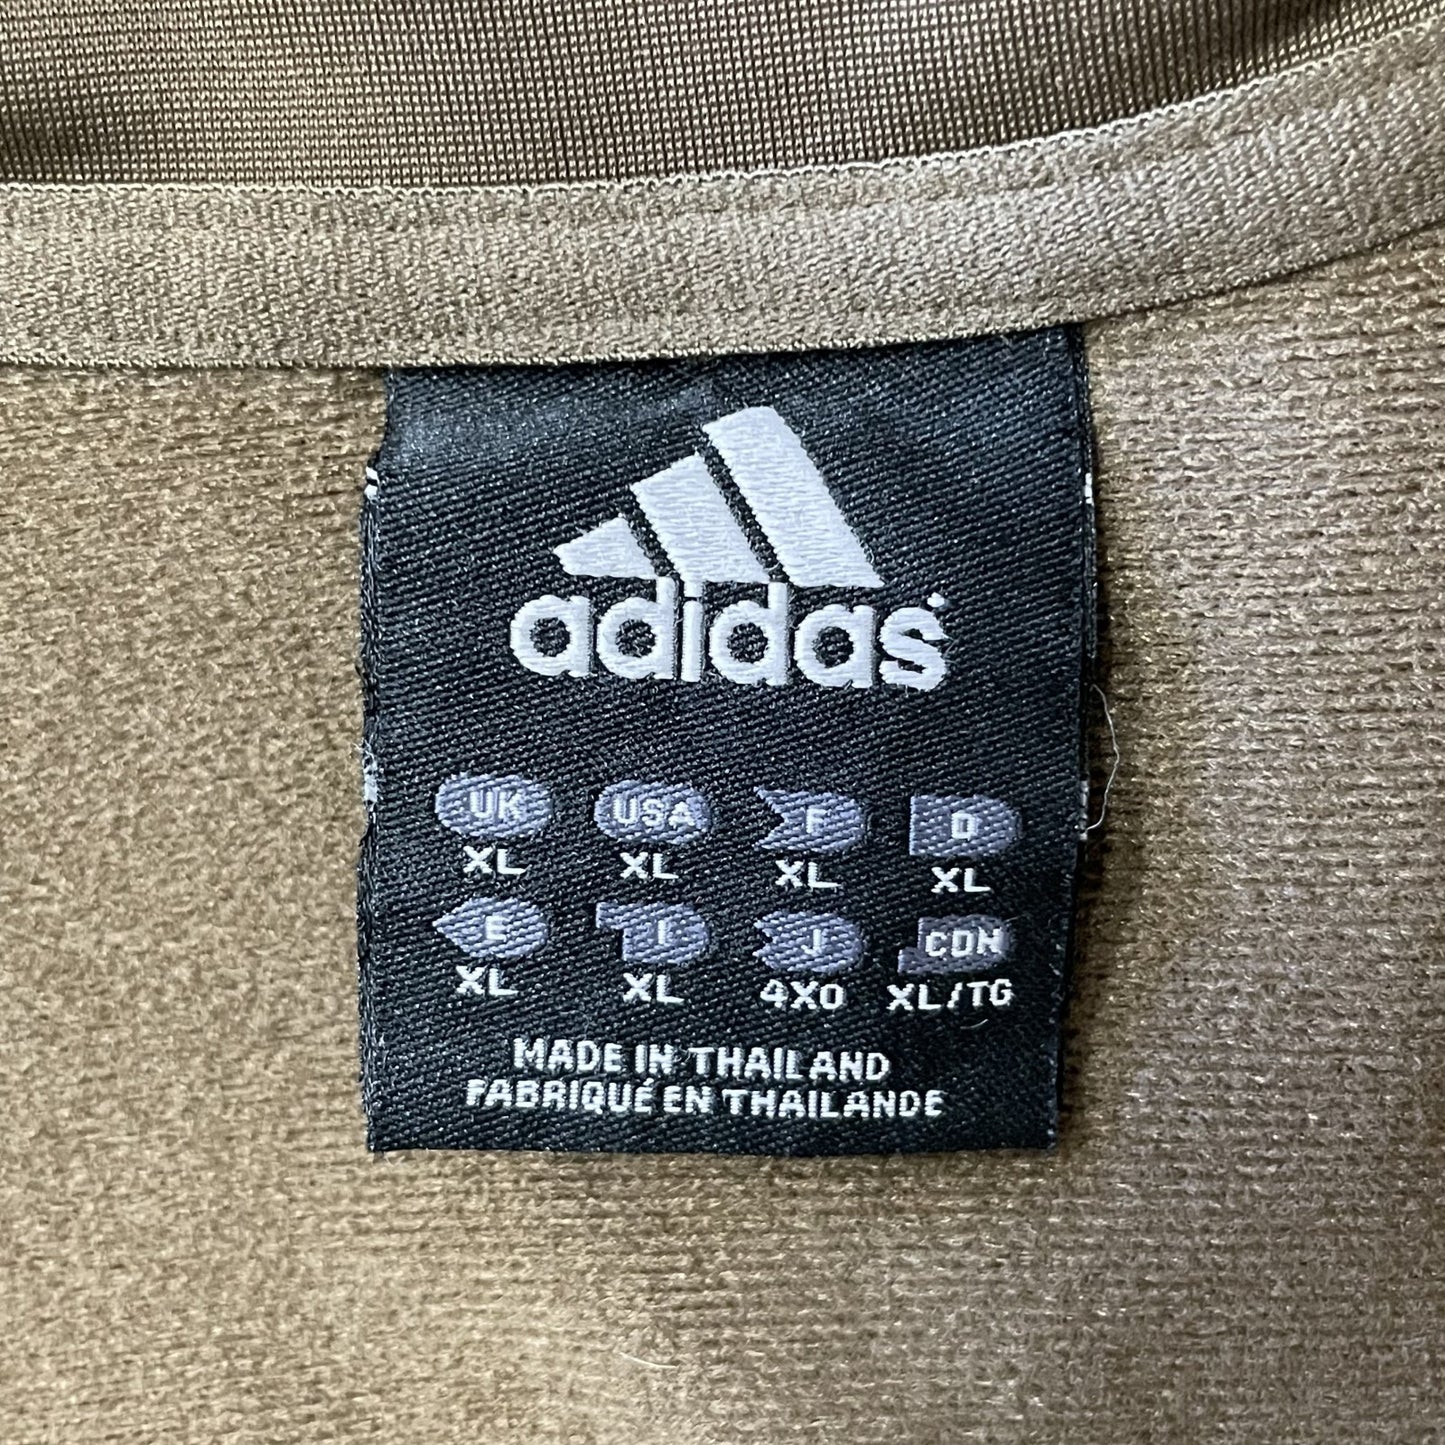 adidas
UK USA F D
XL XL XL XL
E I J CDN
XL XL 4XO XL/TG
MADE IN THAILAND
FABRIQUÉ EN THAILANDE